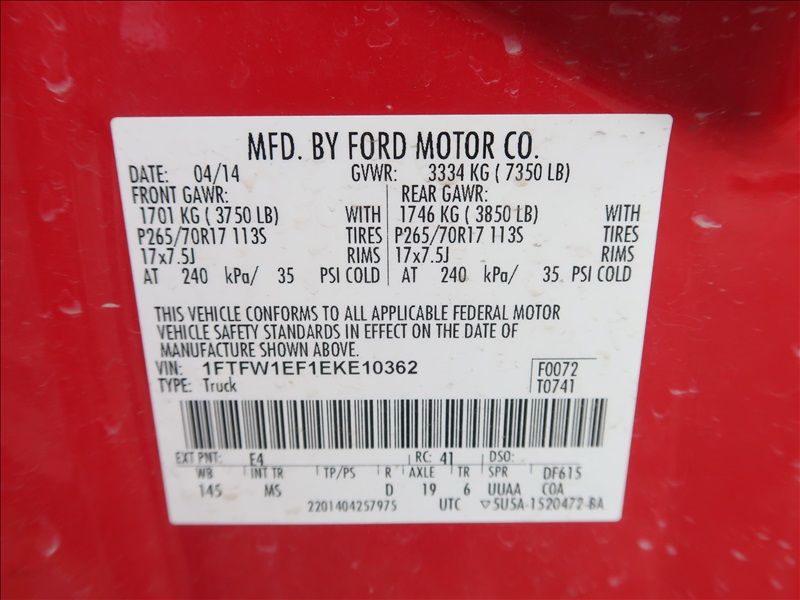 MFD. BY FORD MOTOR CO.
DATE: 04/14 GVWR: 3334 KG ( 7350 LB)
FRONT GAWR: REAR GAWR:
1701 KG ( 3750 LB) WITH 1746 KG ( 3850 LB) WITH
P265/70R17 113S TIRES P265/70R17 113S TIRES
17x7.5J RIMS 17x7.5J RIMS
AT 240 kPa/ 35 PSI COLD AT 240 kPa/ 35 PSI COLD
THIS VEHICLE CONFORMS TO ALL APPLICABLE FEDERAL MOTOR
VEHICLE SAFETY STANDARDS IN EFFECT ON THE DATE OF
MANUFACTURE SHOWN ABOVE.
VIN: 1FTFW1EF1EKE10362 F0072
TYPE: Truck T0741
EXT PNT: E4 RC: 41 DSO:
WB INT TR TP/PS R AXLE TR SPR DF615
145 MS D 19 6 UUAA COA
2201404257975 UTC ▽5U5A-1520472-BA